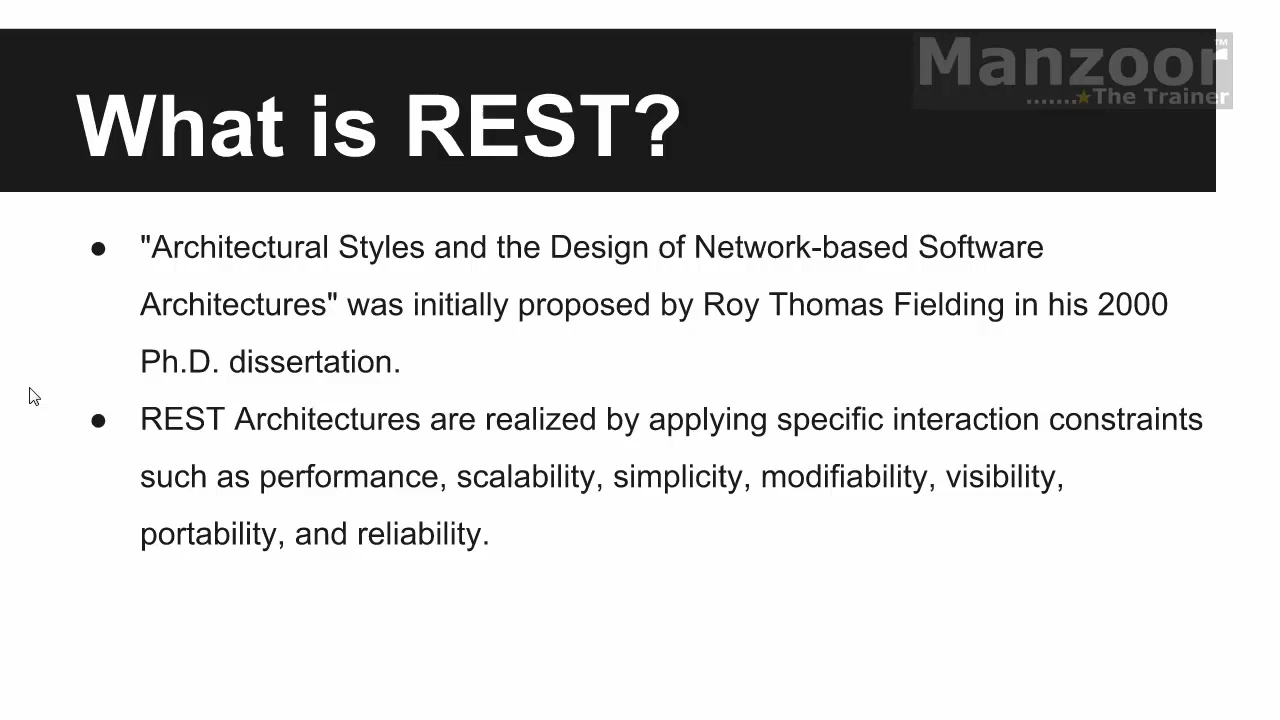 Manzoor™
.......★The Trainer
What is REST?
● "Architectural Styles and the Design of Network-based Software
Architectures" was initially proposed by Roy Thomas Fielding in his 2000
Ph.D. dissertation.
● REST Architectures are realized by applying specific interaction constraints
such as performance, scalability, simplicity, modifiability, visibility,
portability, and reliability.